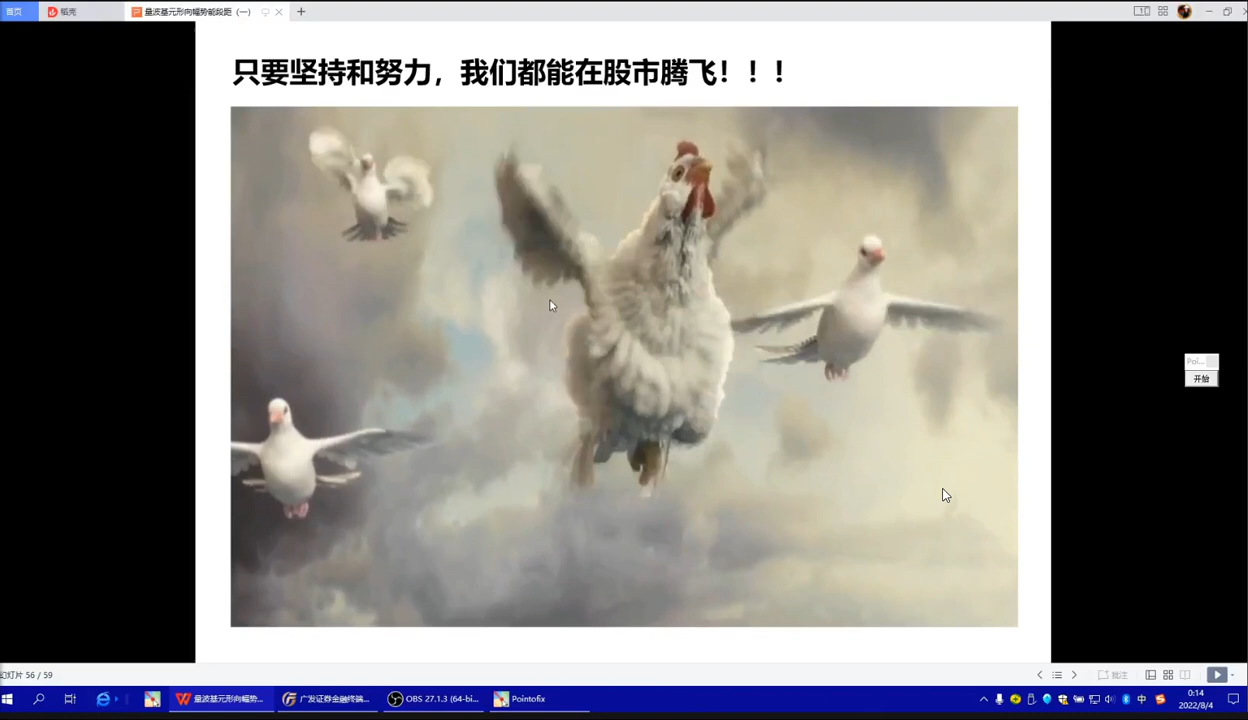 首页
稻壳
量波基元形向幅势能段距（一）
只要坚持和努力，我们都能在股市腾飞！！！
Poi...
开始
幻灯片 56 / 59
批注
量波基元形向幅势...
广发证券金融终端...
OBS 27.1.3 (64-bi...
Pointofix
中
0:14
2022/8/4